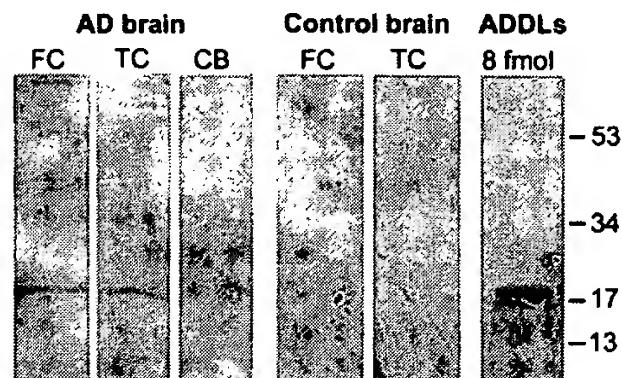 AD brain Control brain ADDLs
FC TC CB FC TC 8 fmol
– 53
– 34
– 17
– 13